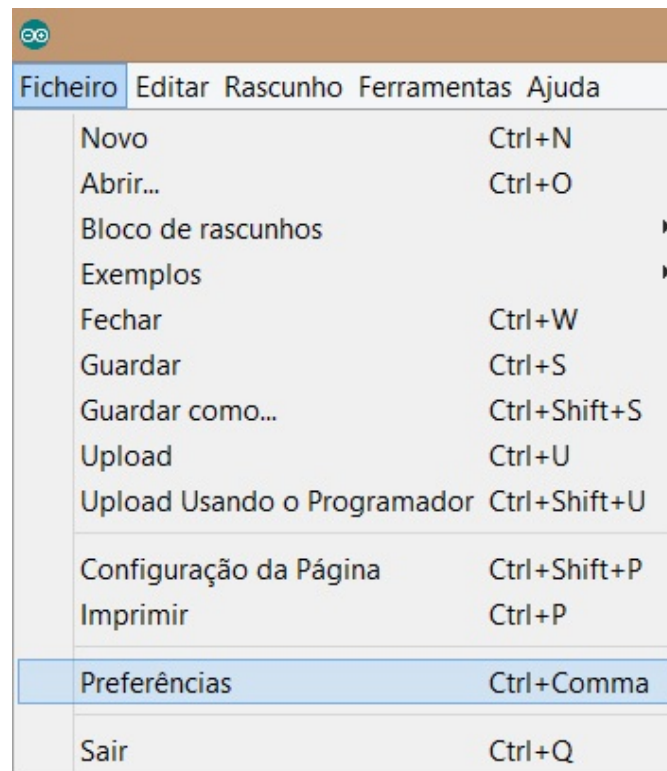 Ficheiro Editar Rascunho Ferramentas Ajuda
Novo Ctrl+N
Abrir... Ctrl+O
Bloco de rascunhos
Exemplos
Fechar Ctrl+W
Guardar Ctrl+S
Guardar como... Ctrl+Shift+S
Upload Ctrl+U
Upload Usando o Programador Ctrl+Shift+U
Configuração da Página Ctrl+Shift+P
Imprimir Ctrl+P
Preferências Ctrl+Comma
Sair Ctrl+Q